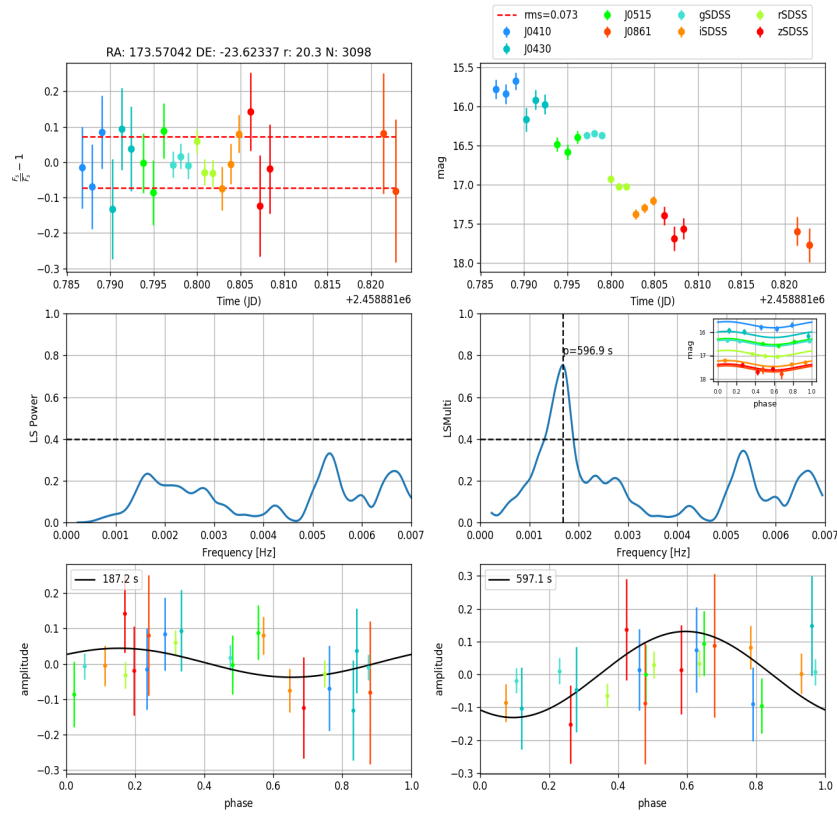 rms=0.073
J0410
J0430
J0515
J0861
gSDSS
iSDSS
rSDSS
zSDSS
RA: 173.57042 DE: -23.62337 r: 20.3 N: 3098
0.2
0.1
0.0
−0.1
−0.2
−0.3
F₅/F₅ − 1
0.785 0.790 0.795 0.800 0.805 0.810 0.815 0.820
Time (JD)
+2.458881e6
15.5
16.0
16.5
17.0
17.5
18.0
mag
0.785 0.790 0.795 0.800 0.805 0.810 0.815 0.820
Time (JD)
+2.458881e6
1.0
0.8
0.6
0.4
0.2
0.0
LS Power
0.000 0.001 0.002 0.003 0.004 0.005 0.006 0.007
Frequency [Hz]
1.0
0.8
0.6
0.4
0.2
0.0
LSMulti
p=596.9 s
16
17
18
mag
0.0 0.2 0.4 0.6 0.8 1.0
phase
0.000 0.001 0.002 0.003 0.004 0.005 0.006 0.007
Frequency [Hz]
187.2 s
0.2
0.1
0.0
−0.1
−0.2
−0.3
amplitude
0.0 0.2 0.4 0.6 0.8 1.0
phase
597.1 s
0.3
0.2
0.1
0.0
−0.1
−0.2
−0.3
amplitude
0.0 0.2 0.4 0.6 0.8 1.0
phase